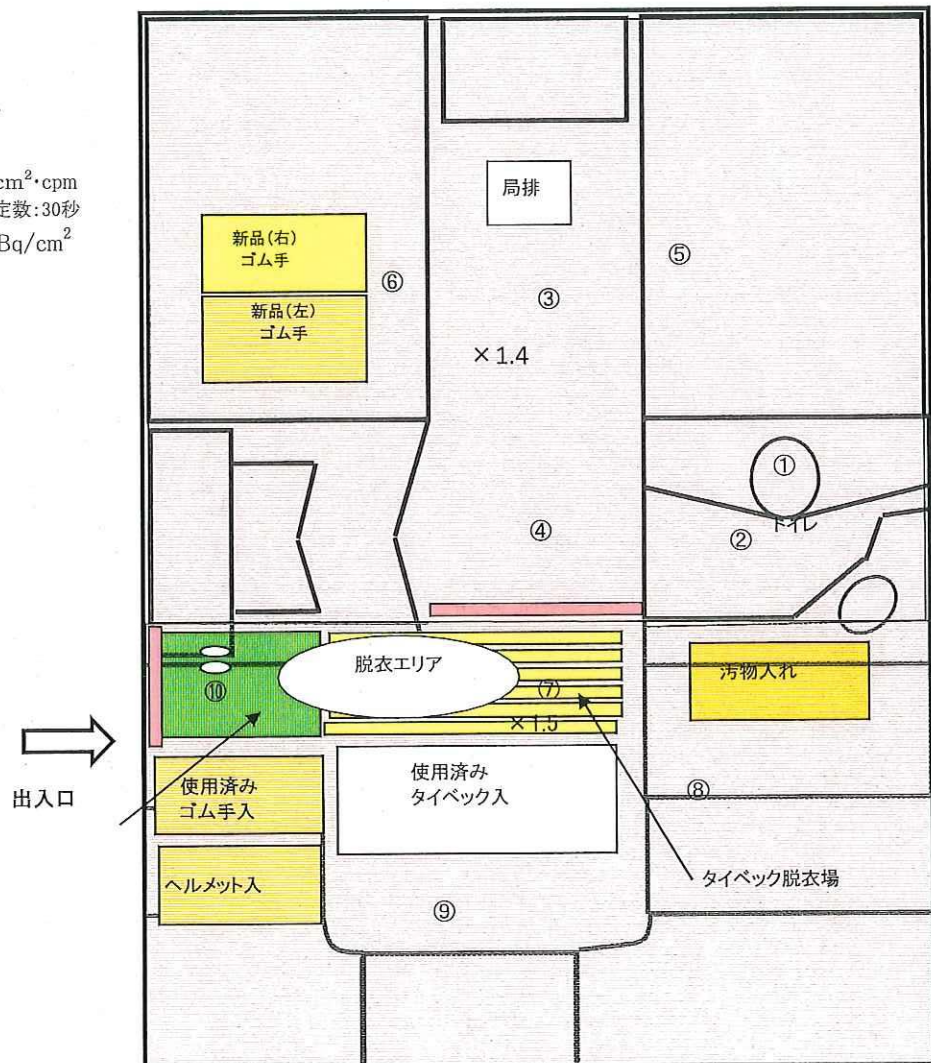 cm²・cpm
定数:30秒
Bq/cm²
局排
新品(右)
ゴム手
新品(左)
ゴム手
⑥
③
⑤
×1.4
①
トイレ
②
④
脱衣エリア
⑦
×1.5
⑩
汚物入れ
出入口
使用済み
ゴム手入
使用済み
タイベック入
⑧
ヘルメット入
タイベック脱衣場
⑨